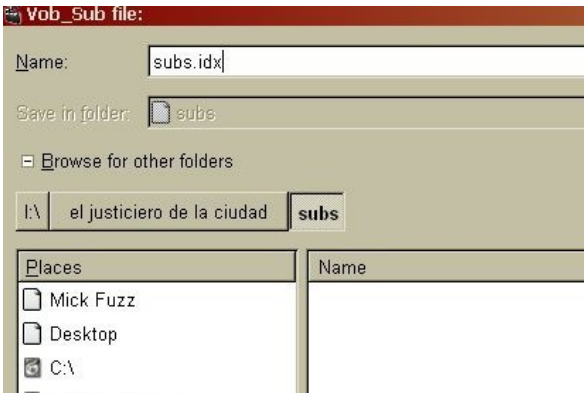 Vob_Sub file:
Name: subs.idx
Save in folder: subs
Browse for other folders
I:\ el justiciero de la ciudad subs
Places Name
Mick Fuzz
Desktop
C:\